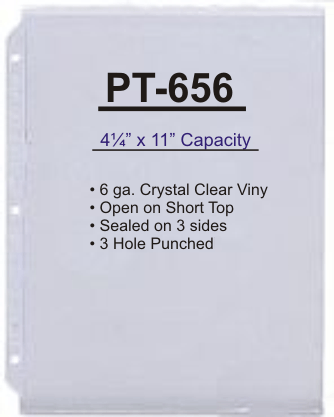 PT-656
4¼” x 11” Capacity
• 6 ga. Crystal Clear Viny
• Open on Short Top
• Sealed on 3 sides
• 3 Hole Punched